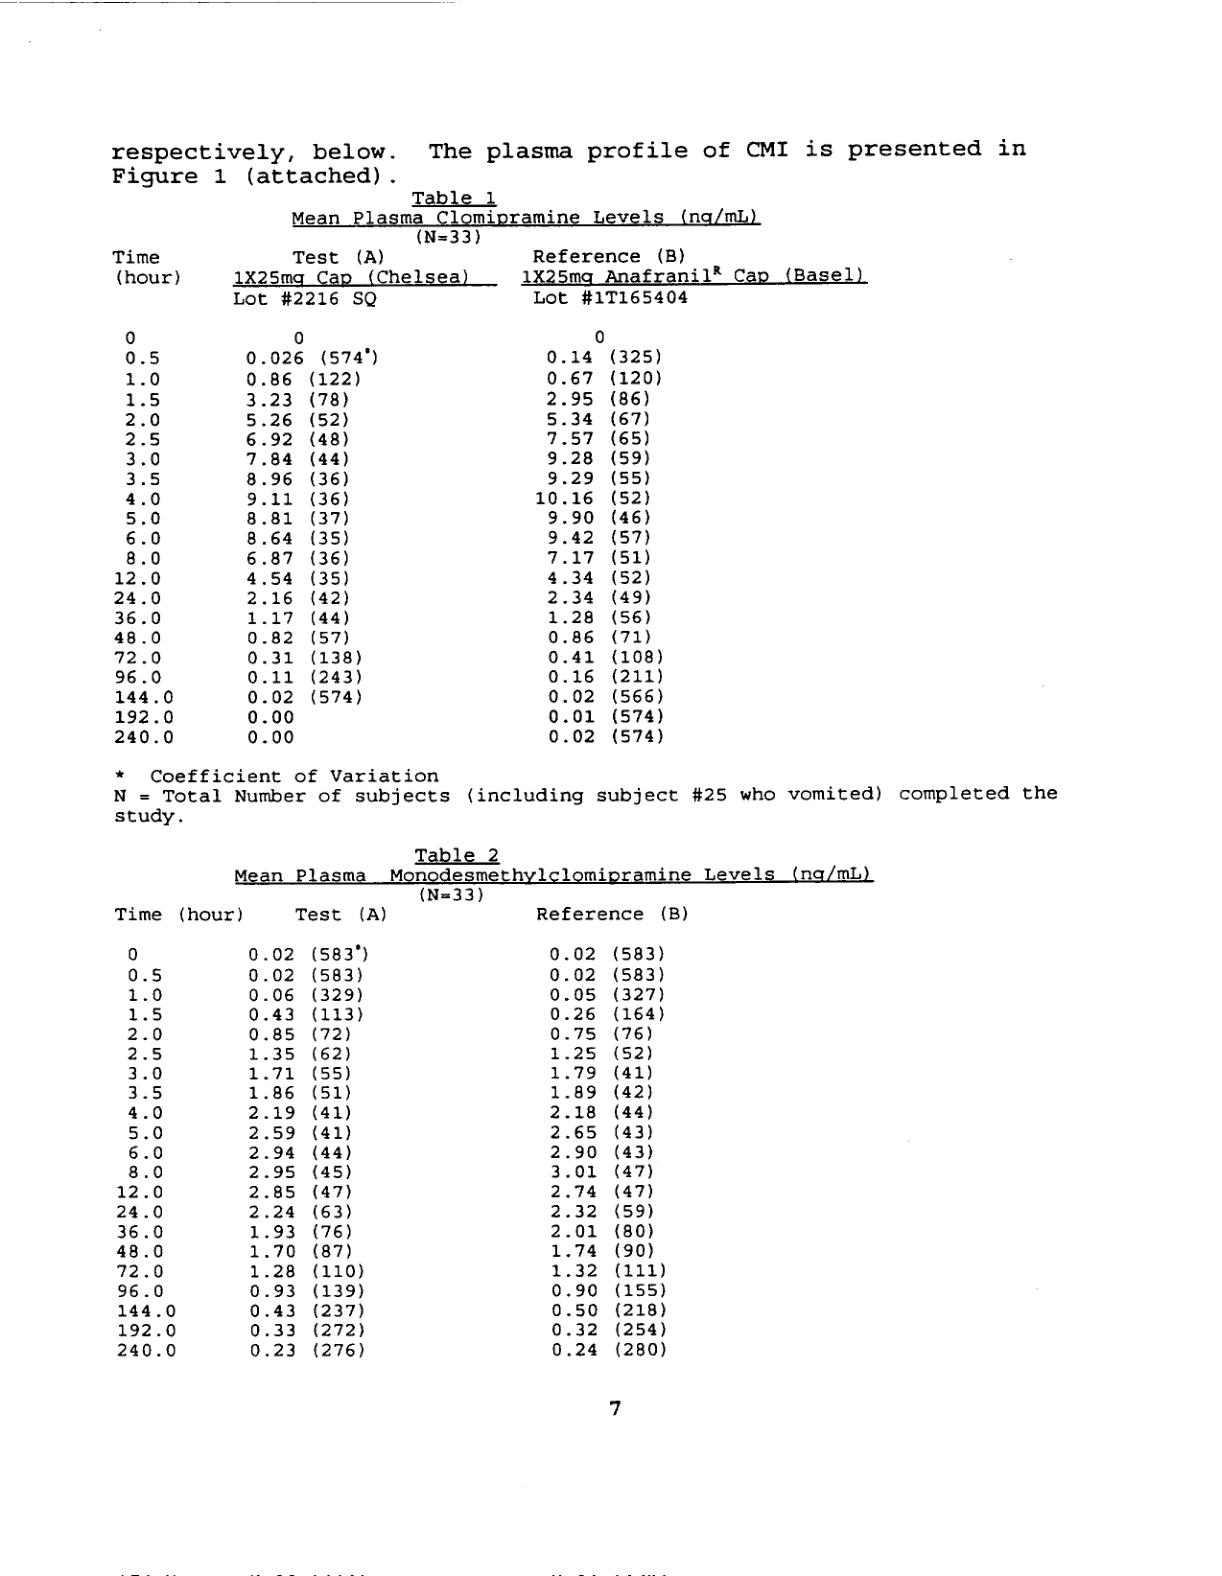 respectively, below. The plasma profile of CMI is presented in
Figure 1 (attached).
Table 1
Mean Plasma Clomipramine Levels (ng/mL)
(N=33)
Time Test (A) Reference (B)
(hour) 1X25mg Cap (Chelsea) 1X25mg Anafranil^R Cap (Basel)
Lot #2216 SQ Lot #1T165404
0 0 0
0.5 0.026 (574*) 0.14 (325)
1.0 0.86 (122) 0.67 (120)
1.5 3.23 (78) 2.95 (86)
2.0 5.26 (52) 5.34 (67)
2.5 6.92 (48) 7.57 (65)
3.0 7.84 (44) 9.28 (59)
3.5 8.96 (36) 9.29 (55)
4.0 9.11 (36) 10.16 (52)
5.0 8.81 (37) 9.90 (46)
6.0 8.64 (35) 9.42 (57)
8.0 6.87 (36) 7.17 (51)
12.0 4.54 (35) 4.34 (52)
24.0 2.16 (42) 2.34 (49)
36.0 1.17 (44) 1.28 (56)
48.0 0.82 (57) 0.86 (71)
72.0 0.31 (138) 0.41 (108)
96.0 0.11 (243) 0.16 (211)
144.0 0.02 (574) 0.02 (566)
192.0 0.00 0.01 (574)
240.0 0.00 0.02 (574)
* Coefficient of Variation
N = Total Number of subjects (including subject #25 who vomited) completed the
study.
Table 2
Mean Plasma Monodesmethylclomipramine Levels (ng/mL)
(N=33)
Time (hour) Test (A) Reference (B)
0 0.02 (583*) 0.02 (583)
0.5 0.02 (583) 0.02 (583)
1.0 0.06 (329) 0.05 (327)
1.5 0.43 (113) 0.26 (164)
2.0 0.85 (72) 0.75 (76)
2.5 1.35 (62) 1.25 (52)
3.0 1.71 (55) 1.79 (41)
3.5 1.86 (51) 1.89 (42)
4.0 2.19 (41) 2.18 (44)
5.0 2.59 (41) 2.65 (43)
6.0 2.94 (44) 2.90 (43)
8.0 2.95 (45) 3.01 (47)
12.0 2.85 (47) 2.74 (47)
24.0 2.24 (63) 2.32 (59)
36.0 1.93 (76) 2.01 (80)
48.0 1.70 (87) 1.74 (90)
72.0 1.28 (110) 1.32 (111)
96.0 0.93 (139) 0.90 (155)
144.0 0.43 (237) 0.50 (218)
192.0 0.33 (272) 0.32 (254)
240.0 0.23 (276) 0.24 (280)
7